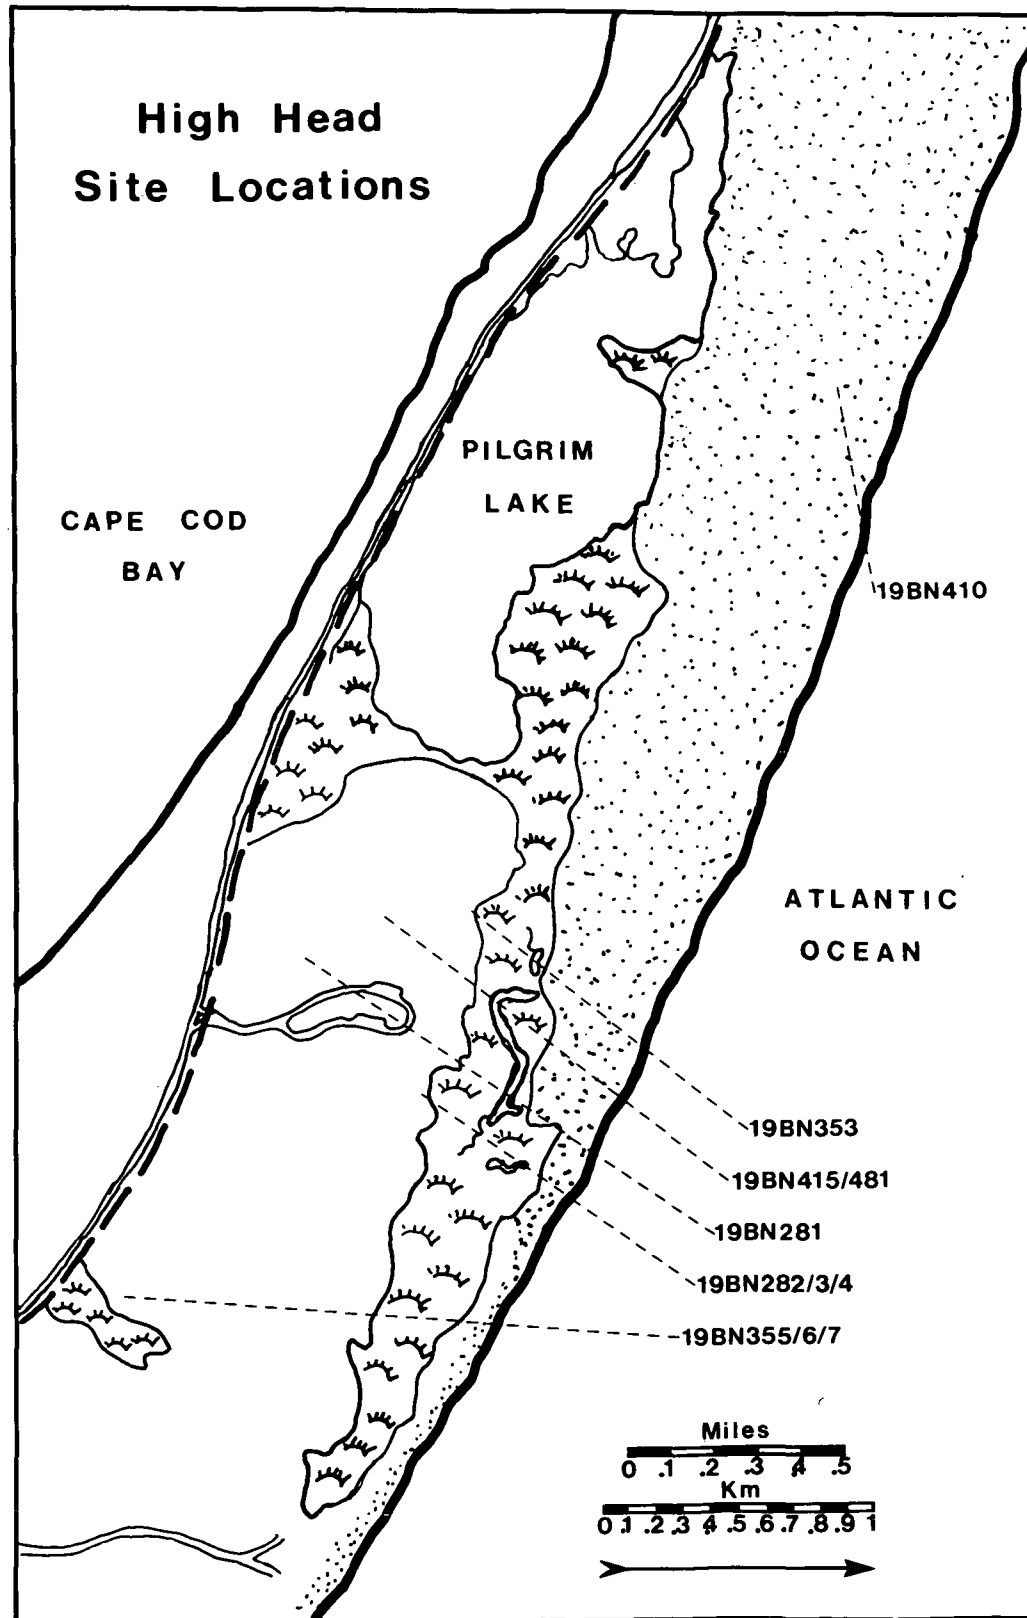 High Head
Site Locations
PILGRIM
LAKE
CAPE COD
BAY
19BN410
ATLANTIC
OCEAN
19BN353
19BN415/481
19BN281
19BN282/3/4
19BN355/6/7
Miles
0 .1 .2 .3 .4 .5
Km
0 .1 .2 .3 .4 .5 .6 .7 .8 .9 1